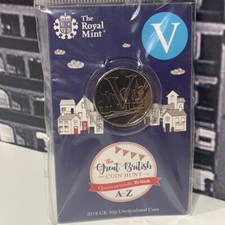 The
Royal
Mint®
V
V
The
Great British
COIN HUNT
Quintessentially British
A-Z
2018 UK 10p Uncirculated Coin